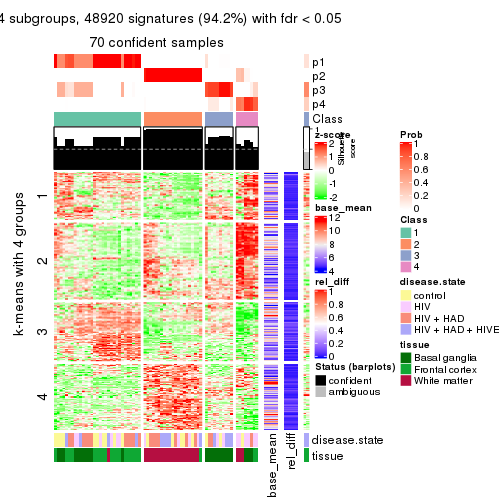 4 subgroups, 48920 signatures (94.2%) with fdr < 0.05
70 confident samples
p1
p2
p3
p4
Class
1
Silhouette
score
k-means with 4 groups
1
2
3
4
base_mean
rel_diff
disease.state
tissue
z-score
2
1
0
-1
-2
base_mean
12
10
8
6
4
rel_diff
1
0.8
0.6
0.4
0.2
0
Status (barplots)
confident
ambiguous
Prob
1
0.8
0.6
0.4
0.2
0
Class
1
2
3
4
disease.state
control
HIV
HIV + HAD
HIV + HAD + HIVE
tissue
Basal ganglia
Frontal cortex
White matter